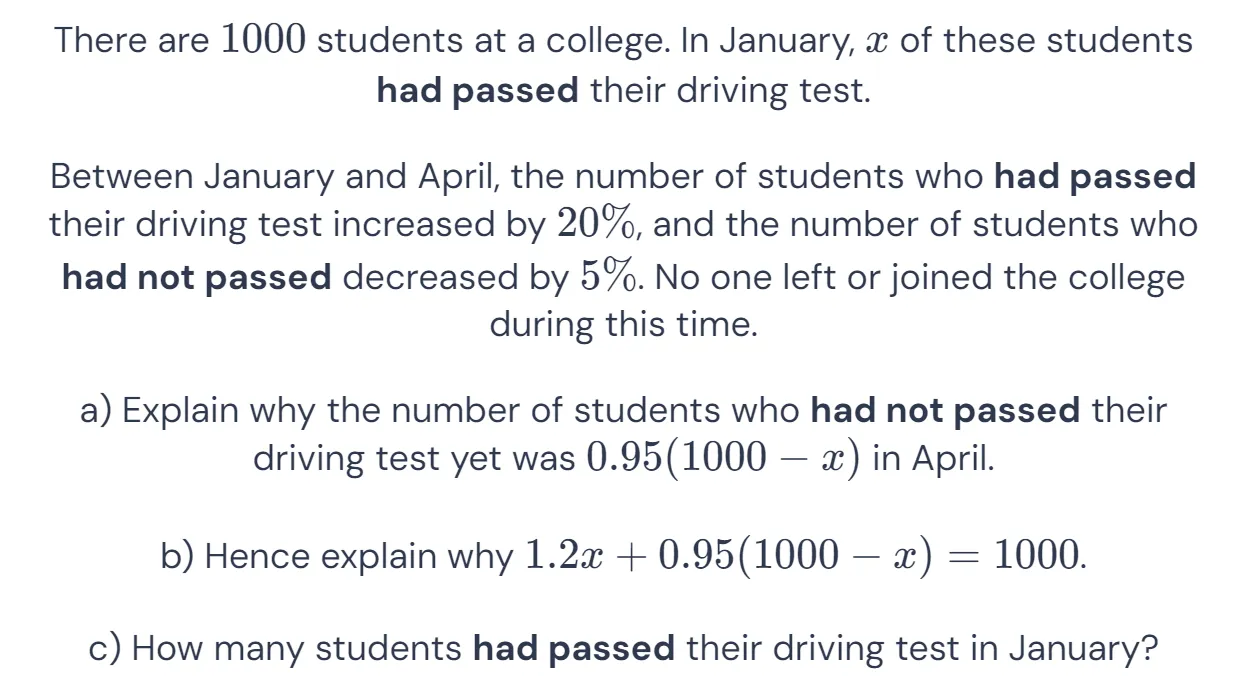 There are 1000 students at a college. In January, x of these students
had passed their driving test.
Between January and April, the number of students who had passed
their driving test increased by 20%, and the number of students who
had not passed decreased by 5%. No one left or joined the college
during this time.
a) Explain why the number of students who had not passed their
driving test yet was 0.95(1000 − x) in April.
b) Hence explain why 1.2x + 0.95(1000 − x) = 1000.
c) How many students had passed their driving test in January?